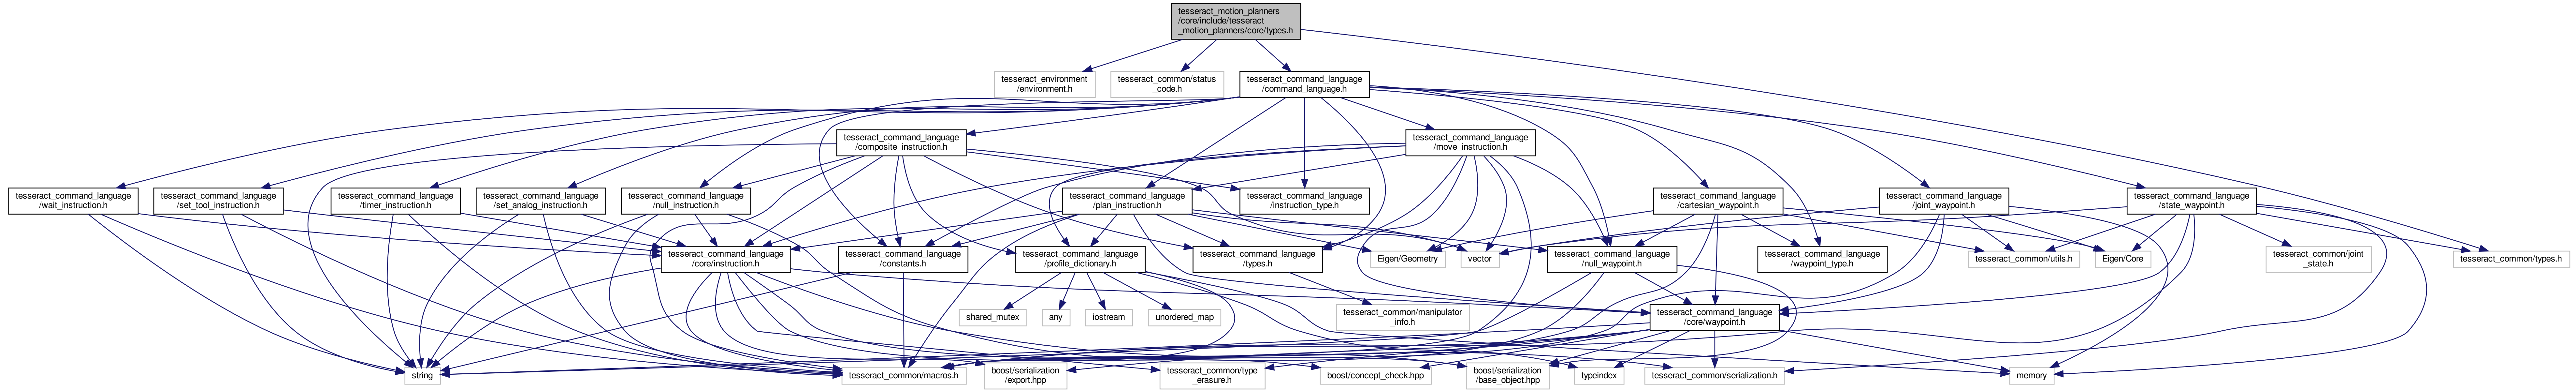 tesseract_motion_planners
/core/include/tesseract
_motion_planners/core/types.h
tesseract_environment
/environment.h
tesseract_common/status
_code.h
tesseract_command_language
/command_language.h
tesseract_command_language
/composite_instruction.h
tesseract_command_language
/move_instruction.h
tesseract_command_language
/wait_instruction.h
tesseract_command_language
/set_tool_instruction.h
tesseract_command_language
/timer_instruction.h
tesseract_command_language
/set_analog_instruction.h
tesseract_command_language
/null_instruction.h
tesseract_command_language
/plan_instruction.h
tesseract_command_language
/instruction_type.h
tesseract_command_language
/cartesian_waypoint.h
tesseract_command_language
/joint_waypoint.h
tesseract_command_language
/state_waypoint.h
tesseract_command_language
/core/instruction.h
tesseract_command_language
/constants.h
tesseract_command_language
/profile_dictionary.h
tesseract_command_language
/types.h
Eigen/Geometry
vector
tesseract_command_language
/null_waypoint.h
tesseract_command_language
/waypoint_type.h
tesseract_common/utils.h
Eigen/Core
tesseract_common/joint
_state.h
tesseract_common/types.h
shared_mutex
any
iostream
unordered_map
tesseract_common/manipulator
_info.h
tesseract_command_language
/core/waypoint.h
string
tesseract_common/macros.h
boost/serialization
/export.hpp
tesseract_common/type
_erasure.h
boost/concept_check.hpp
boost/serialization
/base_object.hpp
typeindex
tesseract_common/serialization.h
memory